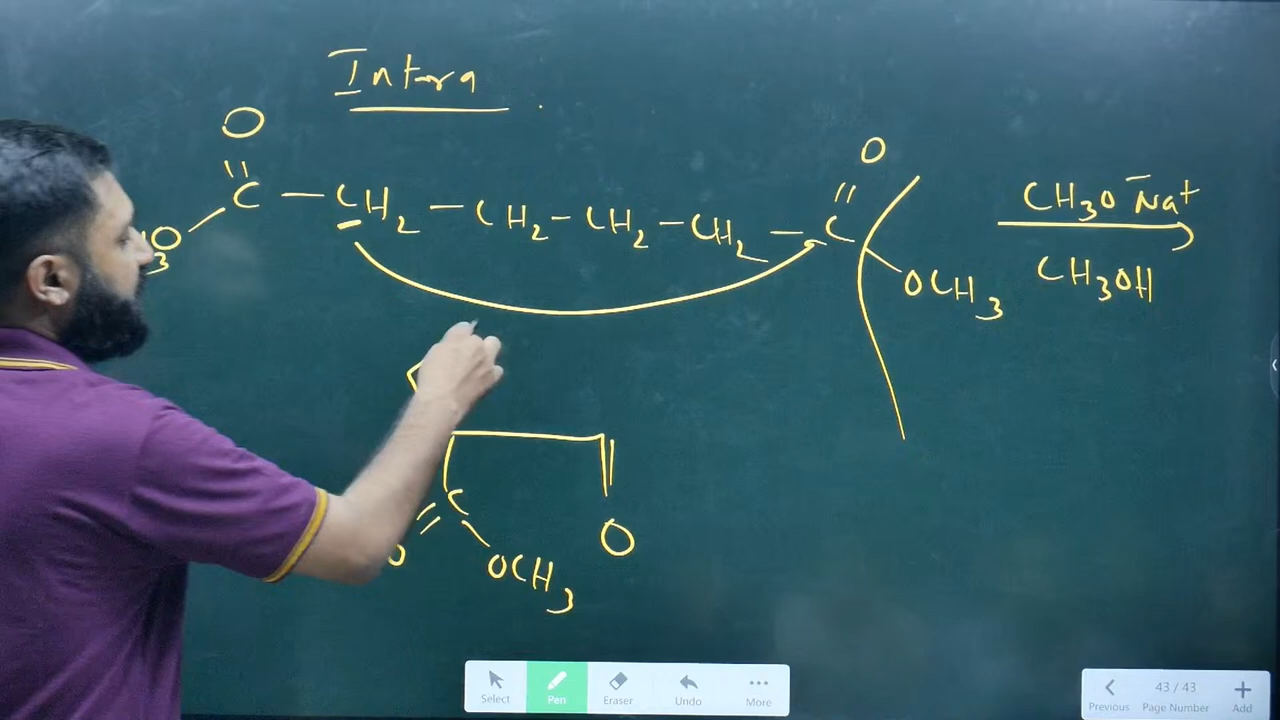 Intra
O O
O C - CH2 - CH2 - CH2 - CH2 - C CH3O⁻Na⁺
3 OCH3 CH3OH
C
O OCH3 O
Select Pen Eraser Undo More
43 / 43
Previous Page Number Add